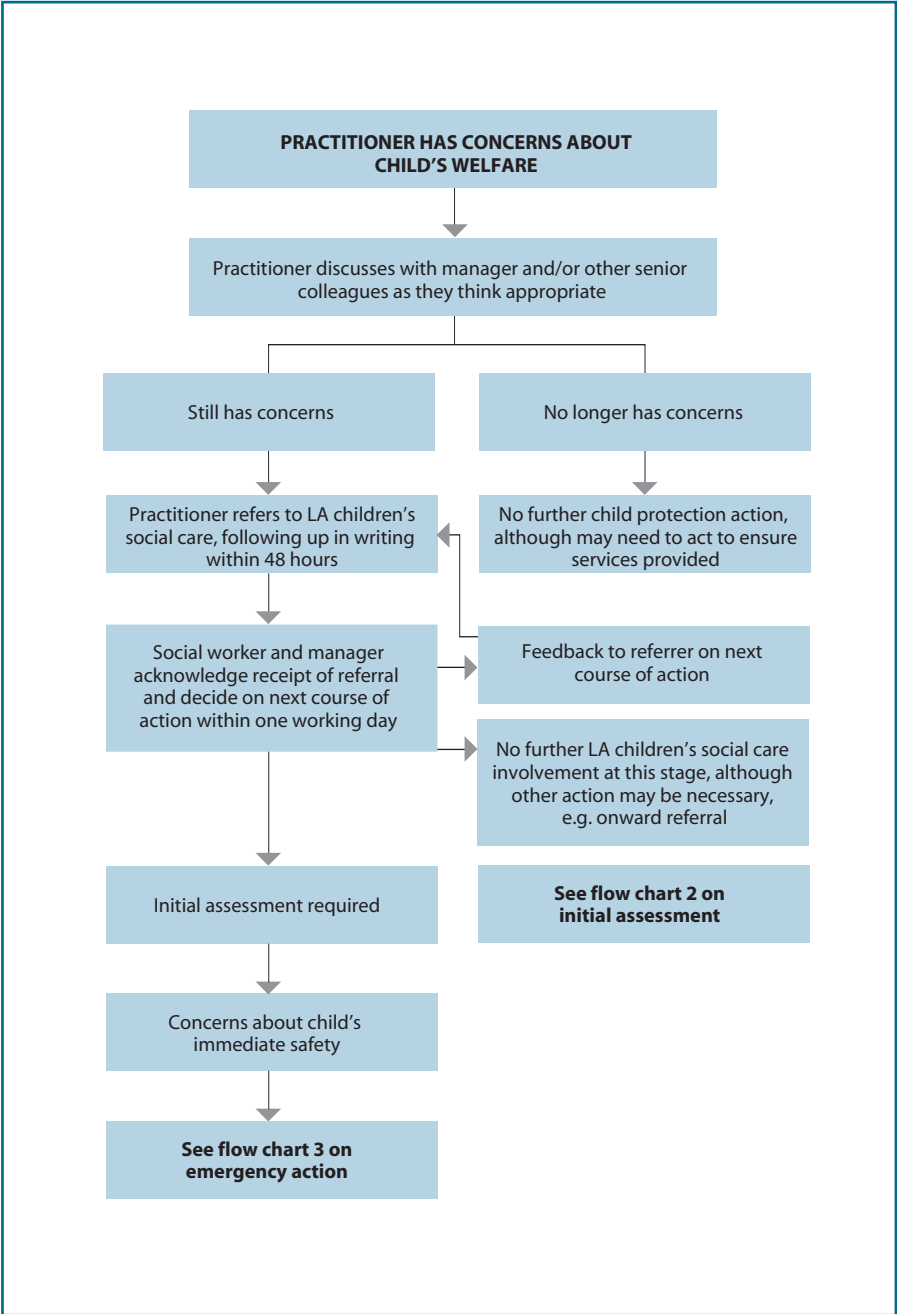 PRACTITIONER HAS CONCERNS ABOUT
CHILD’S WELFARE
Practitioner discusses with manager and/or other senior
colleagues as they think appropriate
Still has concerns
No longer has concerns
Practitioner refers to LA children’s
social care, following up in writing
within 48 hours
No further child protection action,
although may need to act to ensure
services provided
Social worker and manager
acknowledge receipt of referral
and decide on next course of
action within one working day
Feedback to referrer on next
course of action
No further LA children’s social care
involvement at this stage, although
other action may be necessary,
e.g. onward referral
Initial assessment required
See flow chart 2 on
initial assessment
Concerns about child’s
immediate safety
See flow chart 3 on
emergency action